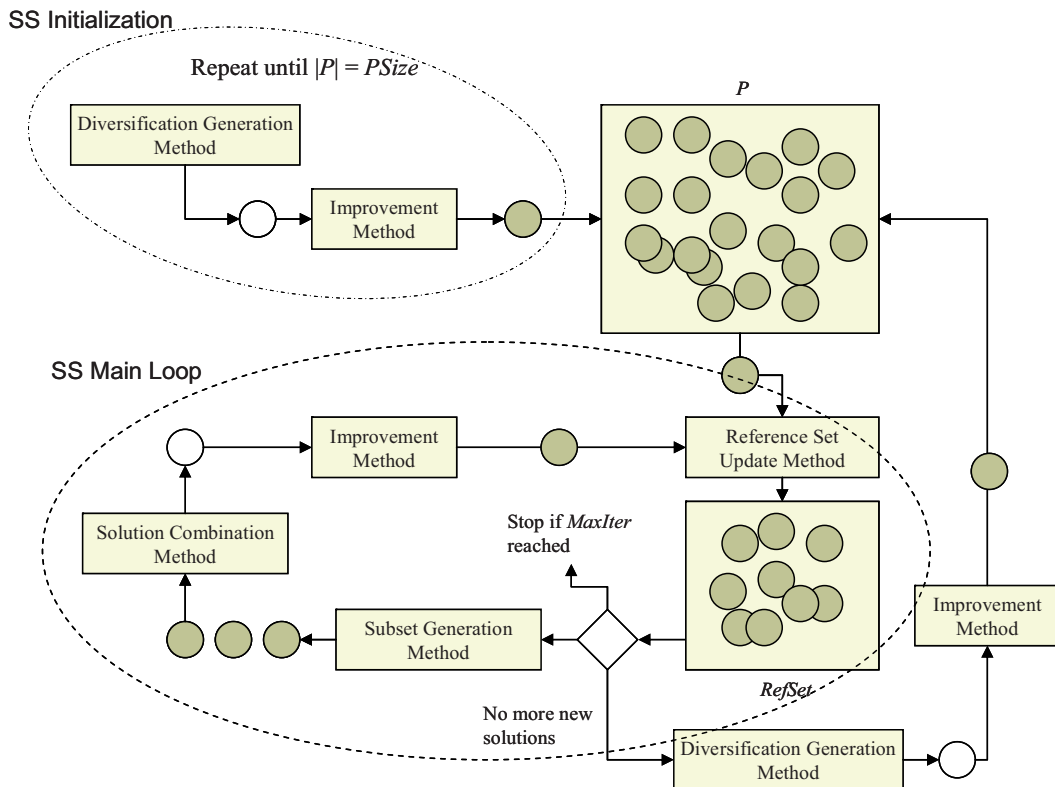 SS Initialization
Repeat until |P| = PSize
Diversification Generation
Method
Improvement
Method
P
SS Main Loop
Improvement
Method
Reference Set
Update Method
Solution Combination
Method
Stop if MaxIter
reached
Subset Generation
Method
RefSet
Improvement
Method
No more new
solutions
Diversification Generation
Method